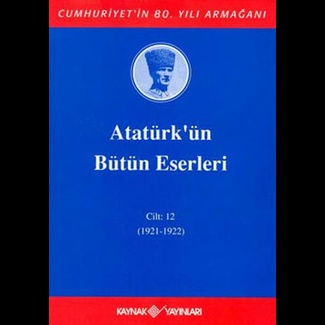 CUMHURİYET'İN 80. YILI ARMAĞANI
Atatürk'ün
Bütün Eserleri
Cilt: 12
(1921-1922)
KAYNAK YAYINLARI